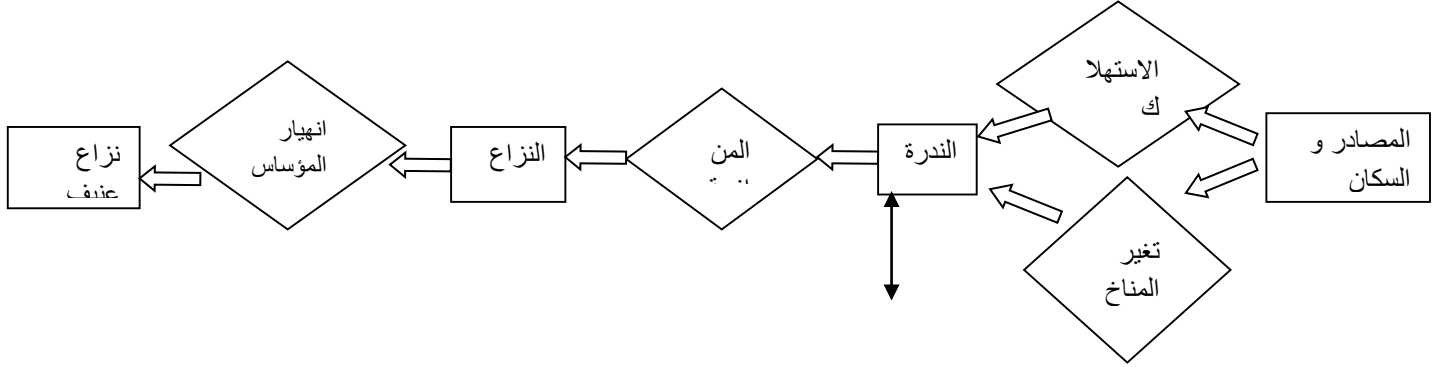 المصادر و
السكان
الاستهلا
ك
تغير
المناخ
الندرة
المن
النزاع
انهيار
المؤساس
نزاع
عنيف